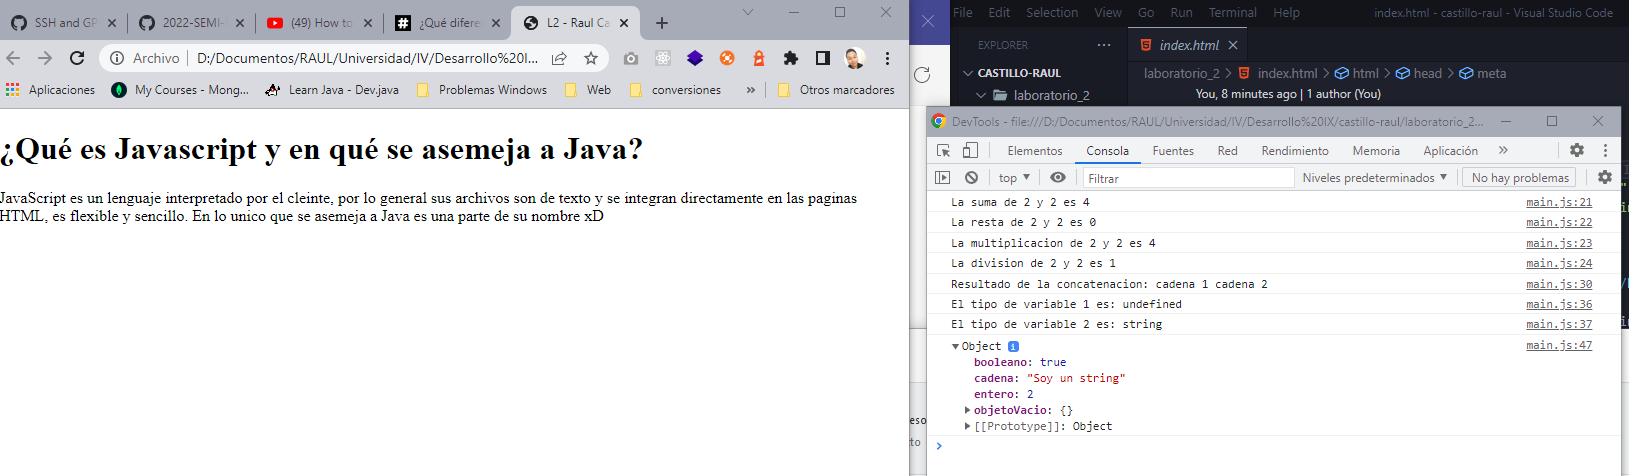 SSH and GP
2022-SEMI-
(49) How to
¿Qué difere
L2 - Raul Ca
Archivo
D:/Documentos/RAUL/Universidad/IV/Desarrollo%20I...
Aplicaciones
My Courses - Mong...
Learn Java - Dev.java
Problemas Windows
Web
conversiones
»
Otros marcadores
¿Qué es Javascript y en qué se asemeja a Java?
JavaScript es un lenguaje interpretado por el cleinte, por lo general sus archivos son de texto y se integran directamente en las paginas
HTML, es flexible y sencillo. En lo unico que se asemeja a Java es una parte de su nombre xD
File Edit Selection View Go Run Terminal Help
index.html - castillo-raul - Visual Studio Code
EXPLORER
index.html
CASTILLO-RAUL
laboratorio_2
laboratorio_2 > index.html > html > head > meta
You, 8 minutes ago | 1 author (You)
DevTools - file:///D:/Documentos/RAUL/Universidad/IV/Desarrollo%20IX/castillo-raul/laboratorio_2...
Elementos Consola Fuentes Red Rendimiento Memoria Aplicación »
top Filtrar Niveles predeterminados No hay problemas
La suma de 2 y 2 es 4 main.js:21
La resta de 2 y 2 es 0 main.js:22
La multiplicacion de 2 y 2 es 4 main.js:23
La division de 2 y 2 es 1 main.js:24
Resultado de la concatenacion: cadena 1 cadena 2 main.js:30
El tipo de variable 1 es: undefined main.js:36
El tipo de variable 2 es: string main.js:37
Object i main.js:47
booleano: true
cadena: "Soy un string"
entero: 2
objetoVacio: {}
[[Prototype]]: Object